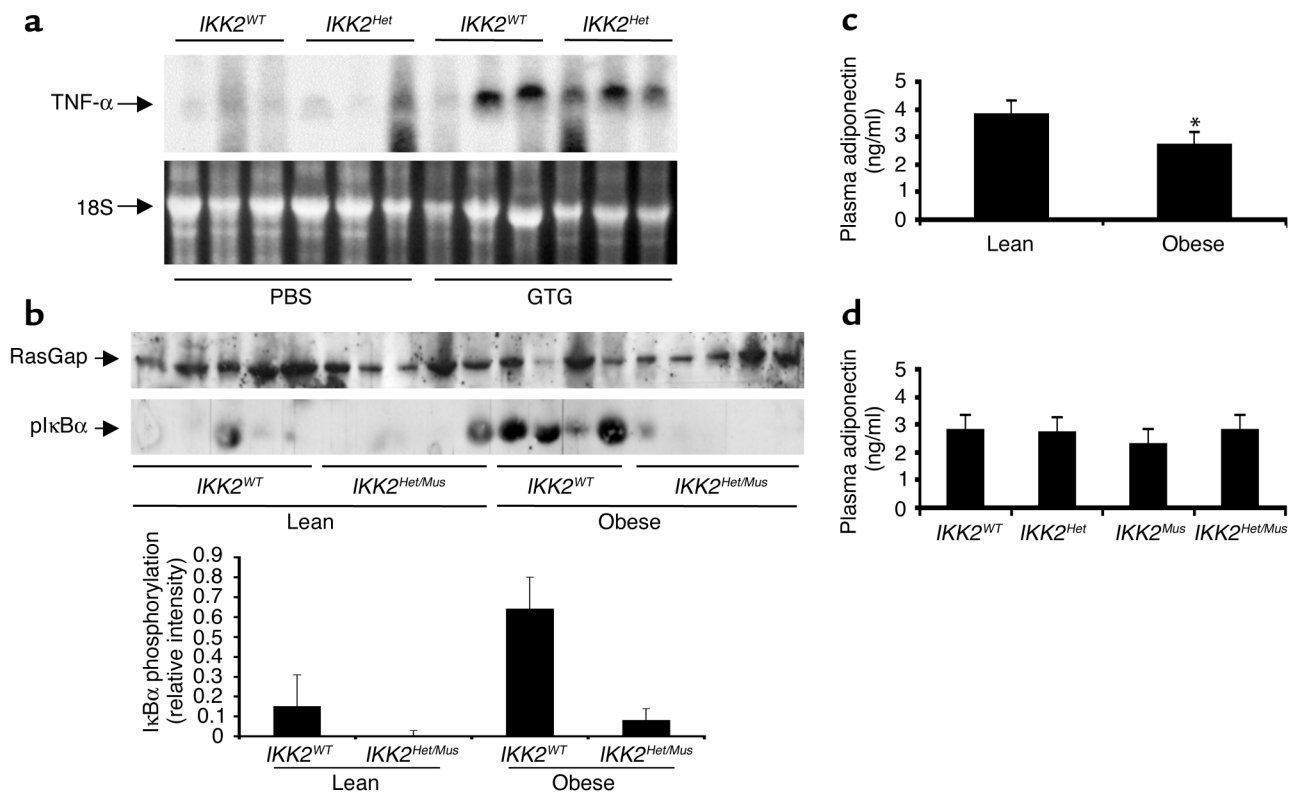 a
IKK2WT IKK2Het IKK2WT IKK2Het
TNF-α
18S
PBS GTG
b
RasGap
pIκBα
IKK2WT IKK2Het/Mus IKK2WT IKK2Het/Mus
Lean Obese
IκBα phosphorylation
(relative intensity)
0.9
0.8
0.7
0.6
0.5
0.4
0.3
0.2
0.1
0
IKK2WT IKK2Het/Mus IKK2WT IKK2Het/Mus
Lean Obese
c
Plasma adiponectin
(ng/ml)
5
4
3
2
1
0
*
Lean Obese
d
Plasma adiponectin
(ng/ml)
5
4
3
2
1
0
IKK2WT IKK2Het IKK2Mus IKK2Het/Mus